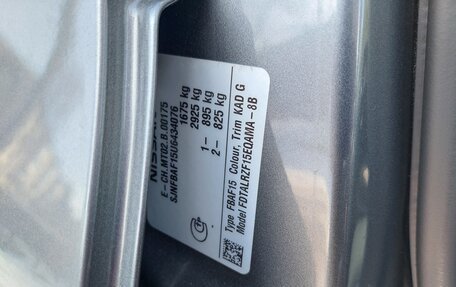 NISSAN
E-CH.MT02.B.00175
SJNFBAF15U6434076
1675 kg
2925 kg
1- 895 kg
2- 825 kg
Type FBAF15 Colour, Trim KAD G
Model FDTALRZF15EQAMA-8B